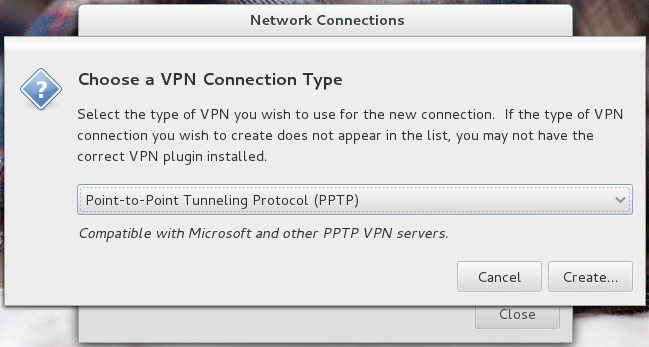 Network Connections
Choose a VPN Connection Type
Select the type of VPN you wish to use for the new connection.  If the type of VPN
connection you wish to create does not appear in the list, you may not have the
correct VPN plugin installed.
Point-to-Point Tunneling Protocol (PPTP)
Compatible with Microsoft and other PPTP VPN servers.
Cancel
Create...
Close